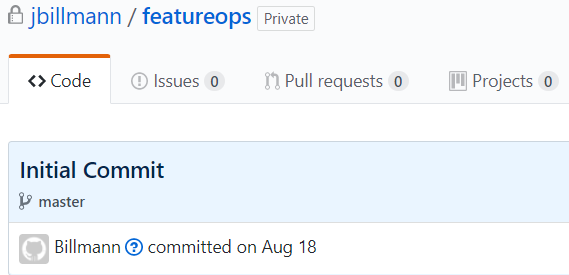 jbillmann / featureops Private
Code Issues 0 Pull requests 0 Projects 0
Initial Commit
master
Billmann ? committed on Aug 18